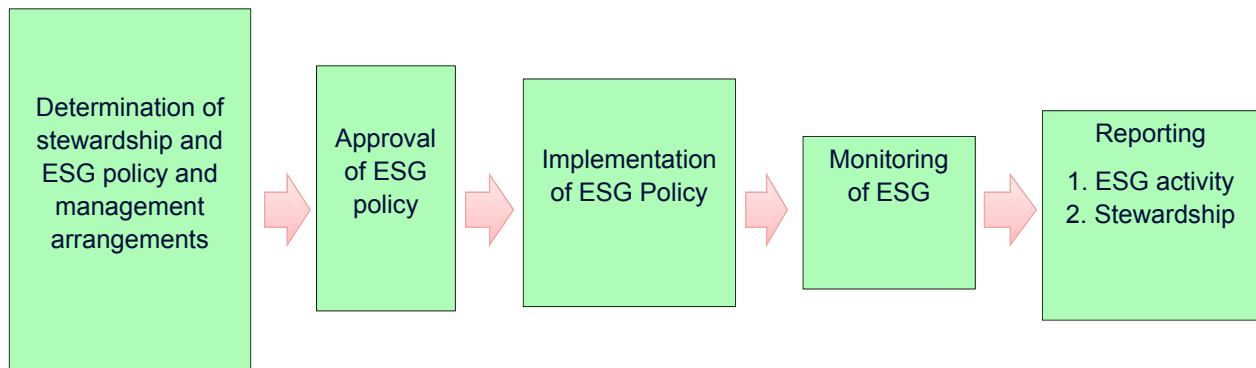 Determination of
stewardship and
ESG policy and
management
arrangements
Approval
of ESG
policy
Implementation
of ESG Policy
Monitoring
of ESG
Reporting
1. ESG activity
2. Stewardship